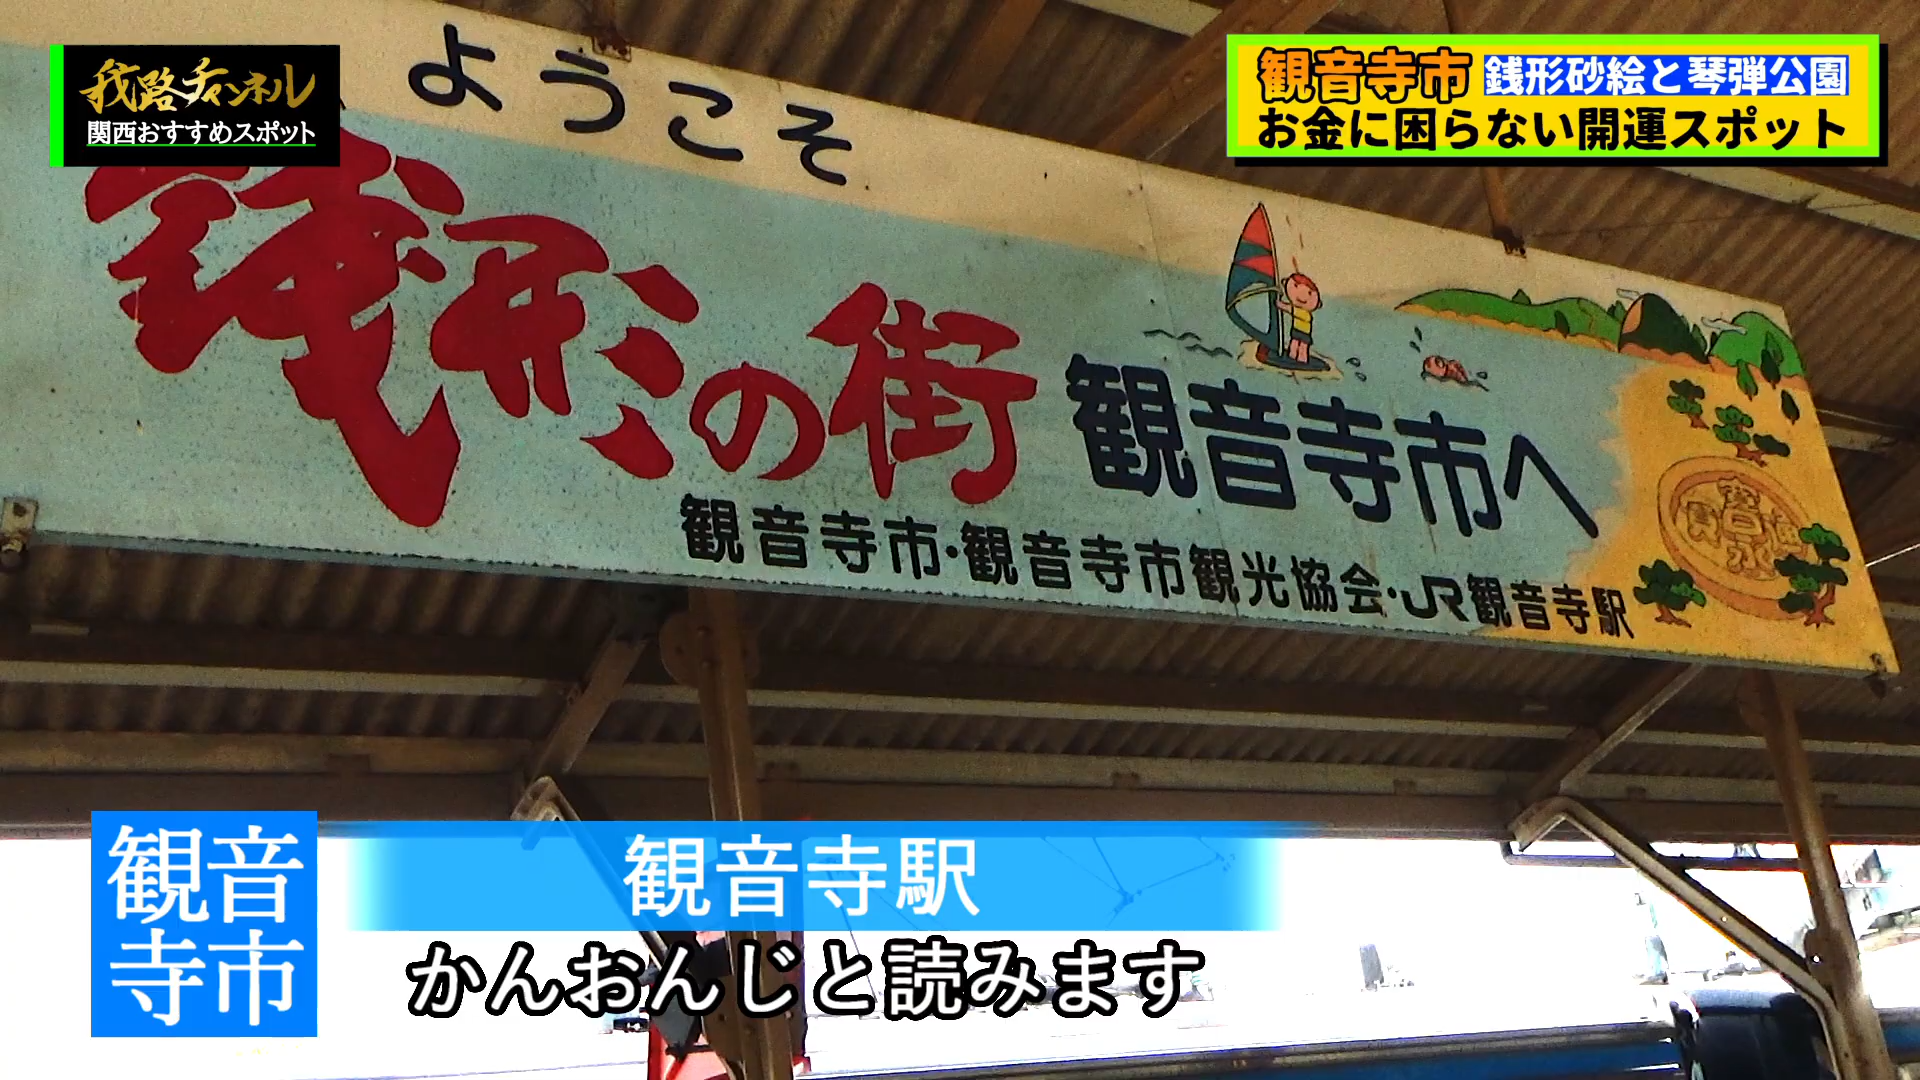 我路チャンネル
関西おすすめスポット
観音寺市 銭形砂絵と琴弾公園
お金に困らない開運スポット
ようこそ
銭形の街 観音寺市へ
観音寺市・観音寺市観光協会・JR観音寺駅
寛永通寳
観音寺市
観音寺駅
かんおんじと読みます